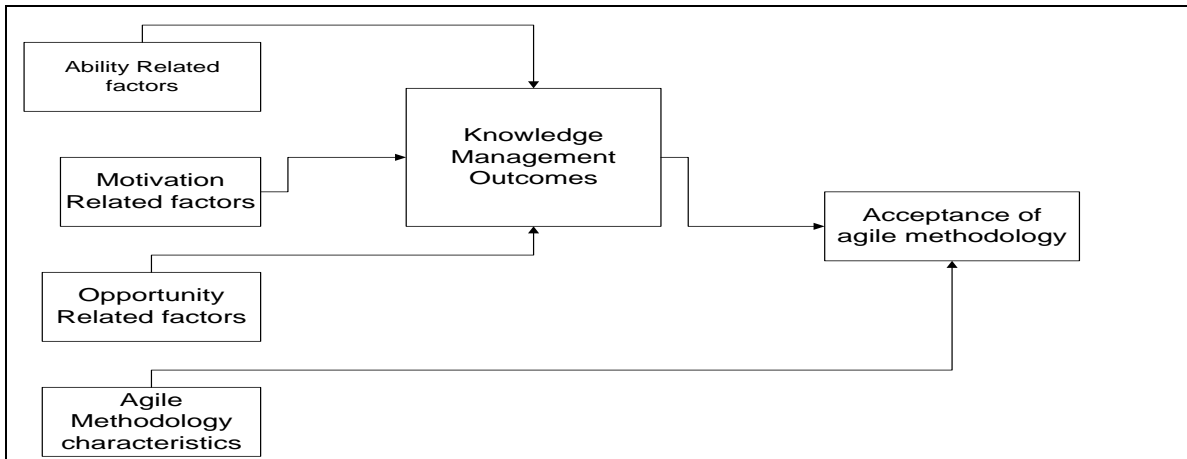 Ability Related
factors
Knowledge
Management
Outcomes
Motivation
Related factors
Acceptance of
agile methodology
Opportunity
Related factors
Agile
Methodology
characteristics